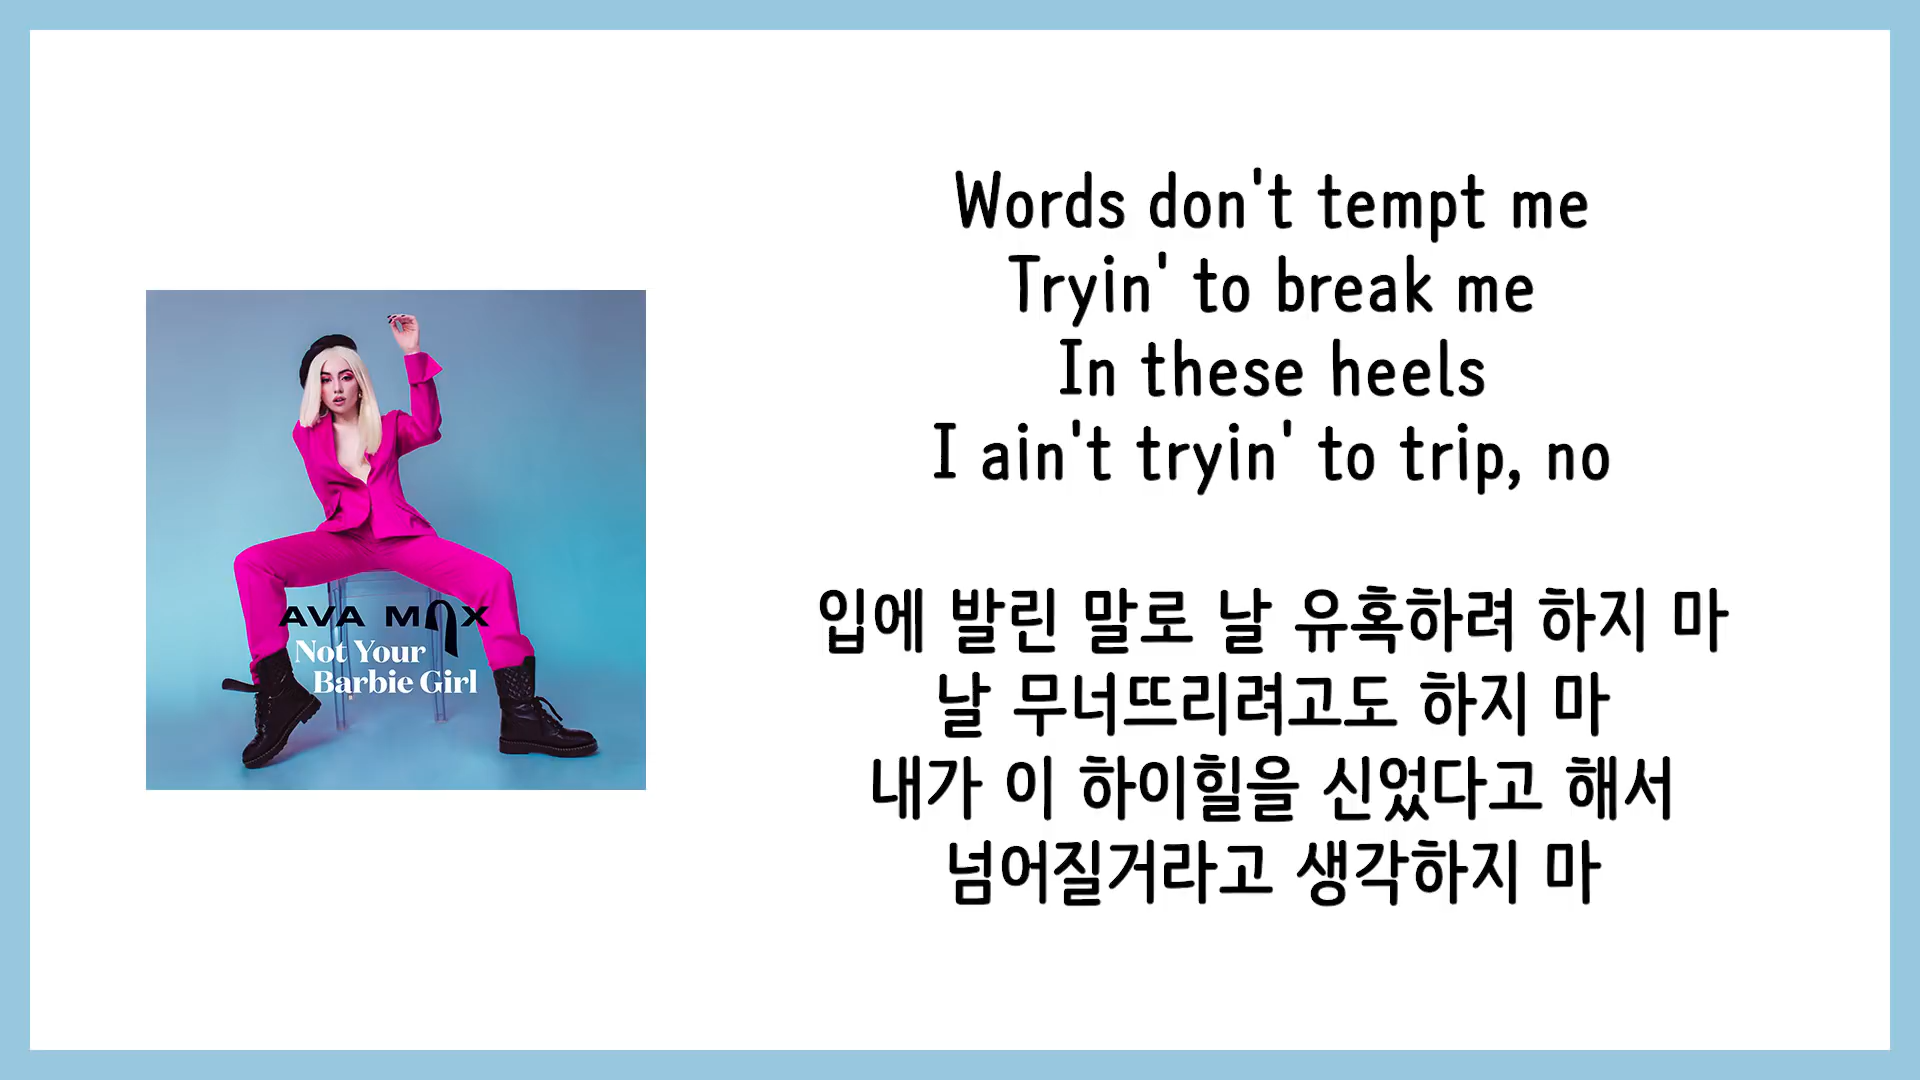 AVA MAX
Not Your
Barbie Girl
Words don't tempt me
Tryin' to break me
In these heels
I ain't tryin' to trip, no
입에 발린 말로 날 유혹하려 하지 마
날 무너뜨리려고도 하지 마
내가 이 하이힐을 신었다고 해서
넘어질거라고 생각하지 마